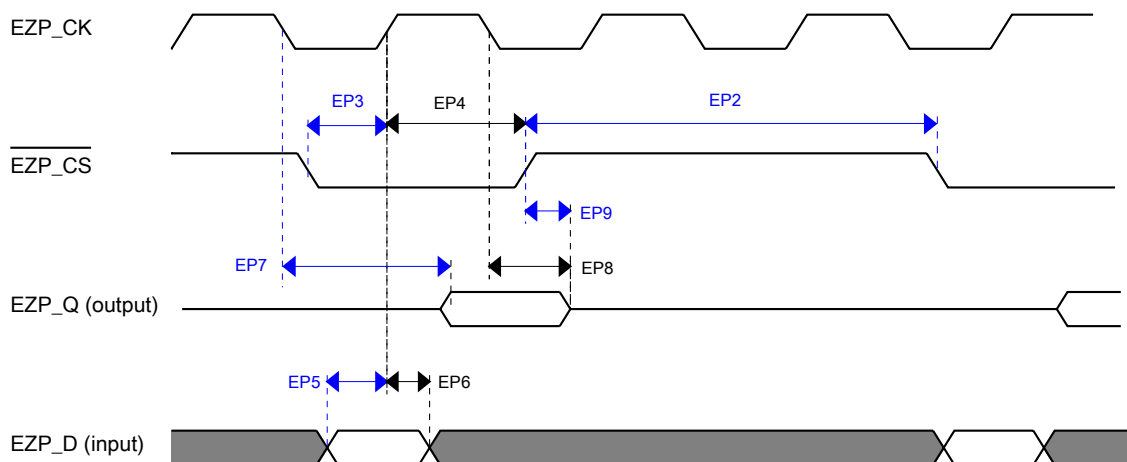 EZP_CK
EP3
EP4
EP2
EZP_CS
EP9
EP7
EP8
EZP_Q (output)
EP5
EP6
EZP_D (input)